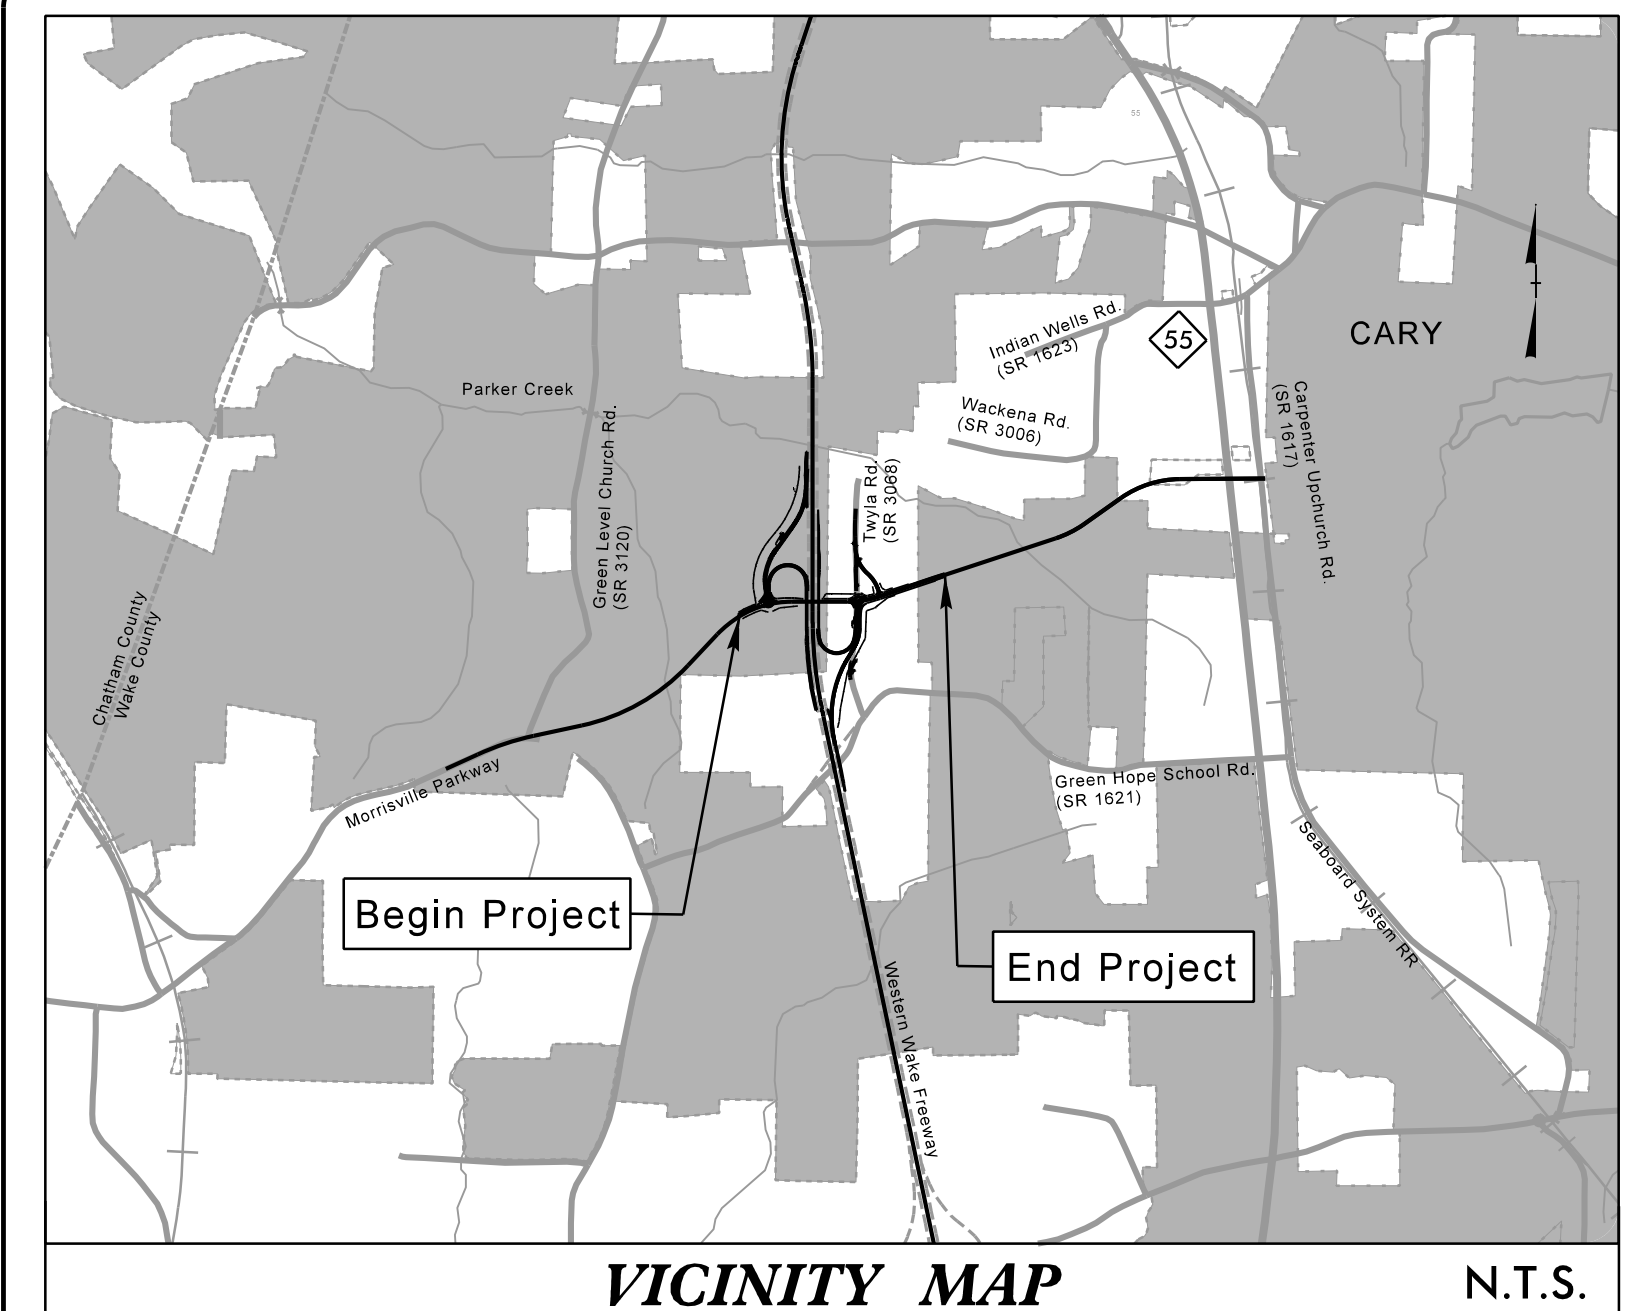 55
Indian Wells Rd.
(SR 1623)
55
CARY
Parker Creek
Wackena Rd.
(SR 3006)
Carpenter Upchurch Rd.
(SR 1617)
Green Level Church Rd.
(SR 3120)
Twyla Rd.
(SR 3068)
Chatham County
Wake County
Morrisville Parkway
Green Hope School Rd.
(SR 1621)
Seaboard System RR
Begin Project
End Project
Western Wake Freeway
VICINITY MAP
N.T.S.